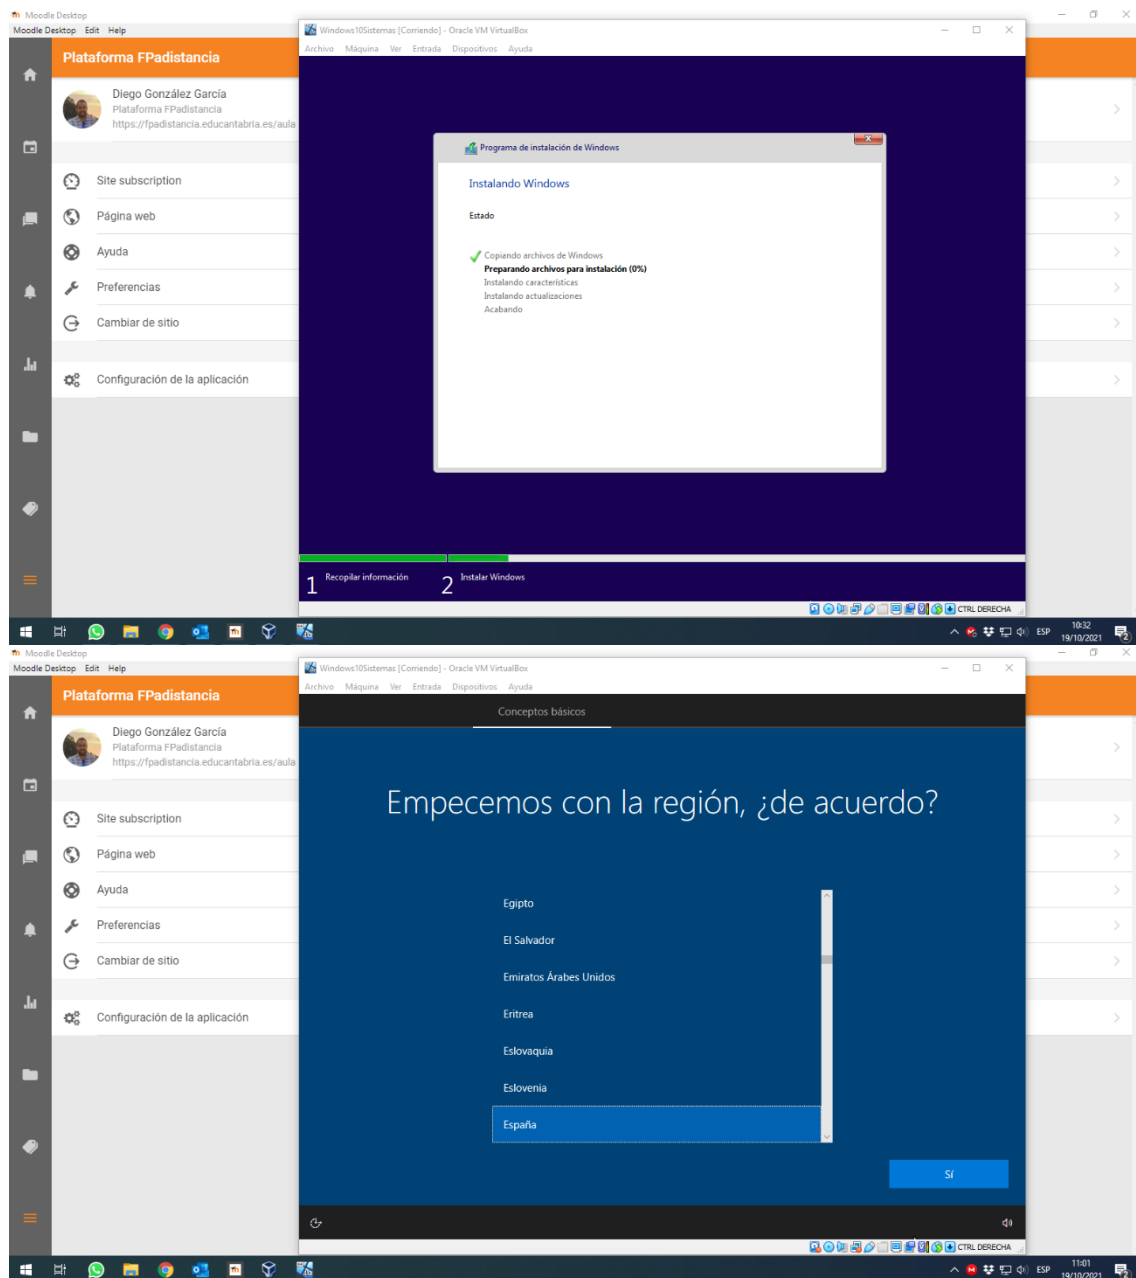 Moodle Desktop
Moodle Desktop Edit Help
Plataforma FPadistancia
Diego González García
Plataforma FPadistancia
https://fpadistancia.educantabria.es/aula
Site subscription
Página web
Ayuda
Preferencias
Cambiar de sitio
Configuración de la aplicación
Windows10Sistemas [Corriendo] - Oracle VM VirtualBox
Archivo Máquina Ver Entrada Dispositivos Ayuda
Programa de instalación de Windows
Instalando Windows
Estado
Copiando archivos de Windows
Preparando archivos para instalación (0%)
Instalando características
Instalando actualizaciones
Acabando
1 Recopilar información 2 Instalar Windows
CTRL DERECHA
ESP 10:32
19/10/2021
2
Moodle Desktop
Moodle Desktop Edit Help
Plataforma FPadistancia
Diego González García
Plataforma FPadistancia
https://fpadistancia.educantabria.es/aula
Site subscription
Página web
Ayuda
Preferencias
Cambiar de sitio
Configuración de la aplicación
Windows10Sistemas [Corriendo] - Oracle VM VirtualBox
Archivo Máquina Ver Entrada Dispositivos Ayuda
Conceptos básicos
Empecemos con la región, ¿de acuerdo?
Egipto
El Salvador
Emiratos Árabes Unidos
Eritrea
Eslovaquia
Eslovenia
España
Sí
CTRL DERECHA
ESP 11:01
19/10/2021
2